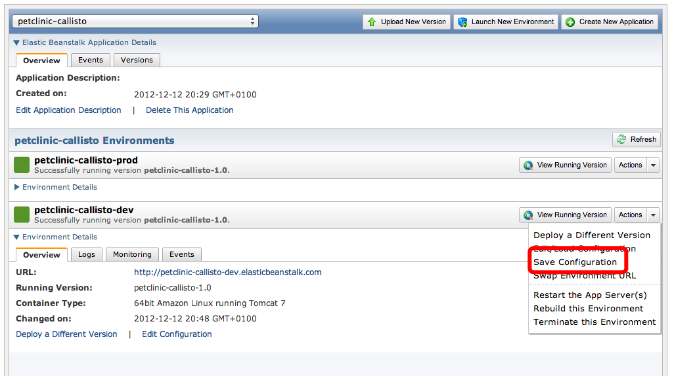 petclinic-callisto
Upload New Version
Launch New Environment
Create New Application
Elastic Beanstalk Application Details
Overview Events Versions
Application Description:
Created on: 2012-12-12 20:29 GMT+0100
Edit Application Description | Delete This Application
petclinic-callisto Environments
Refresh
petclinic-callisto-prod
Successfully running version petclinic-callisto-1.0.
View Running Version Actions
Environment Details
petclinic-callisto-dev
Successfully running version petclinic-callisto-1.0.
View Running Version Actions
Environment Details
Overview Logs Monitoring Events
URL: http://petclinic-callisto-dev.elasticbeanstalk.com
Running Version: petclinic-callisto-1.0
Container Type: 64bit Amazon Linux running Tomcat 7
Changed on: 2012-12-12 20:48 GMT+0100
Deploy a Different Version | Edit Configuration
Deploy a Different Version
Edit/Load Configuration
Save Configuration
Swap Environment URL
Restart the App Server(s)
Rebuild this Environment
Terminate this Environment